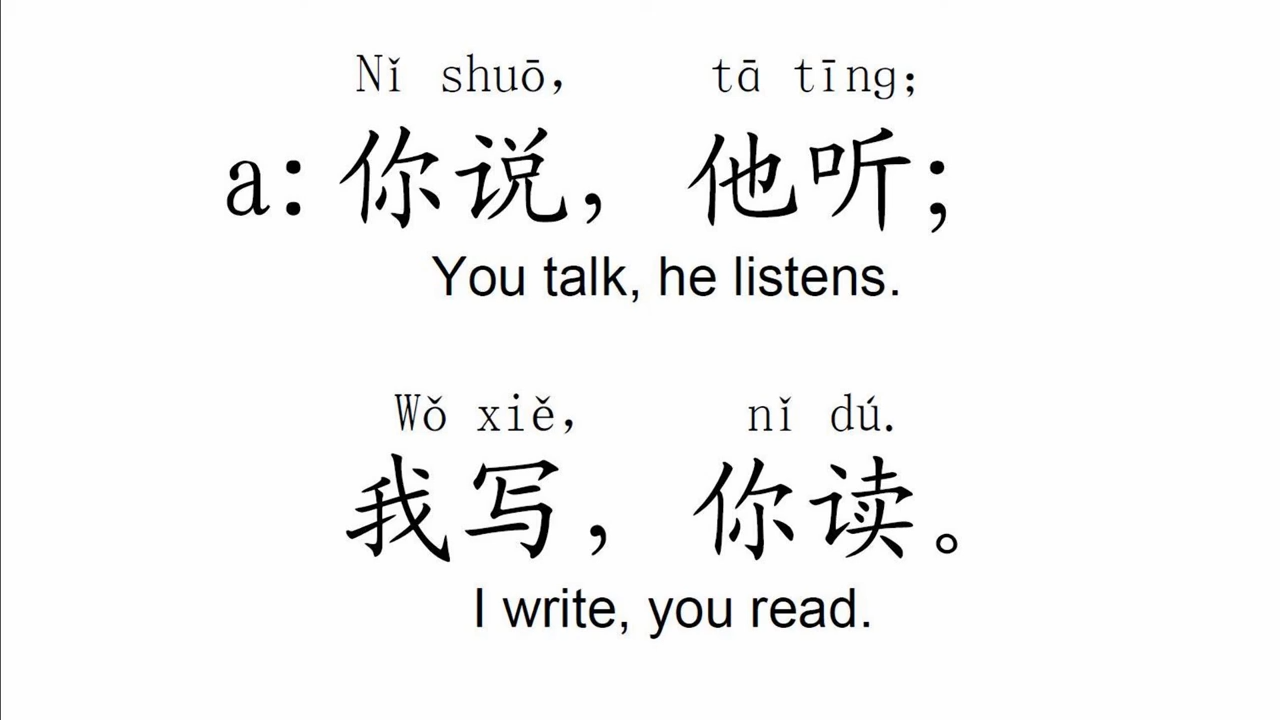 Nǐ shuō, tā tīng;
a: 你说，他听；
You talk, he listens.
Wǒ xiě, nǐ dú.
我写，你读。
I write, you read.